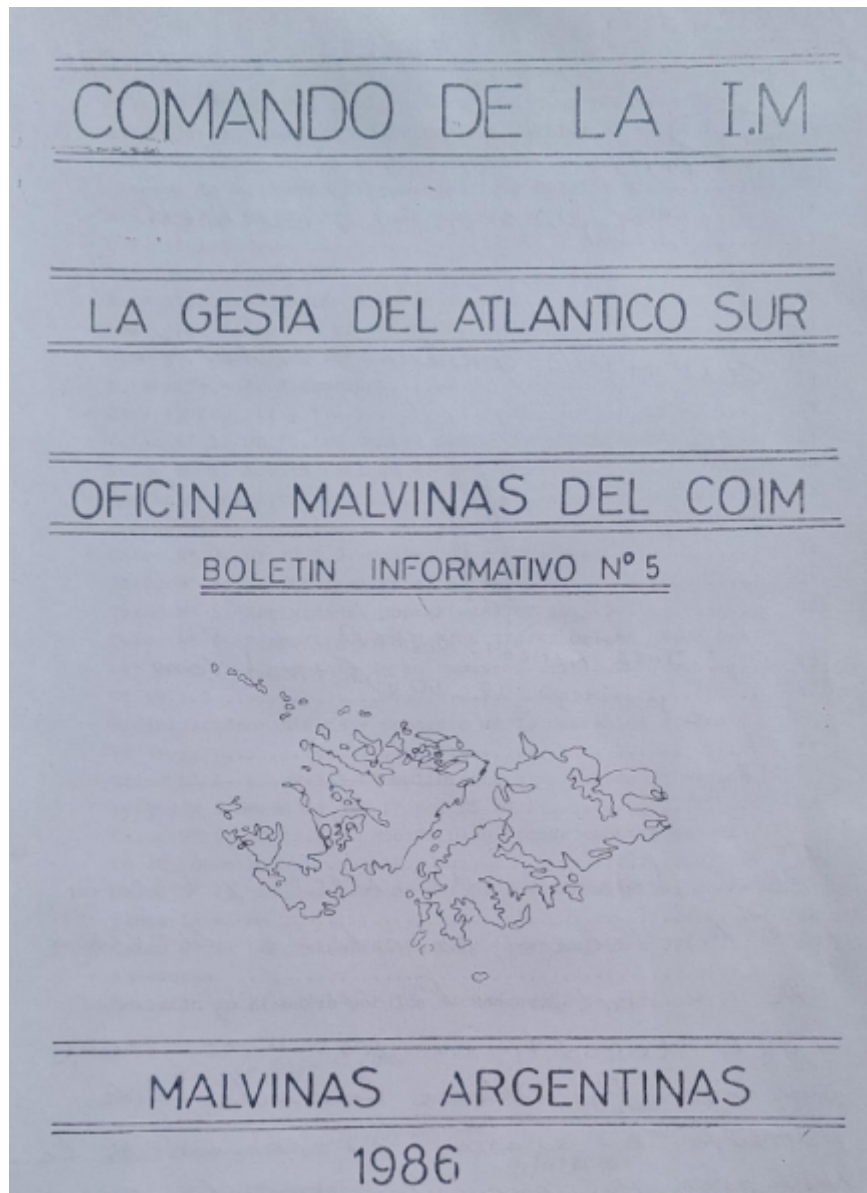 COMANDO DE LA I.M
LA GESTA DEL ATLANTICO SUR
OFICINA MALVINAS DEL COIM
BOLETIN INFORMATIVO Nº 5
MALVINAS ARGENTINAS
1986